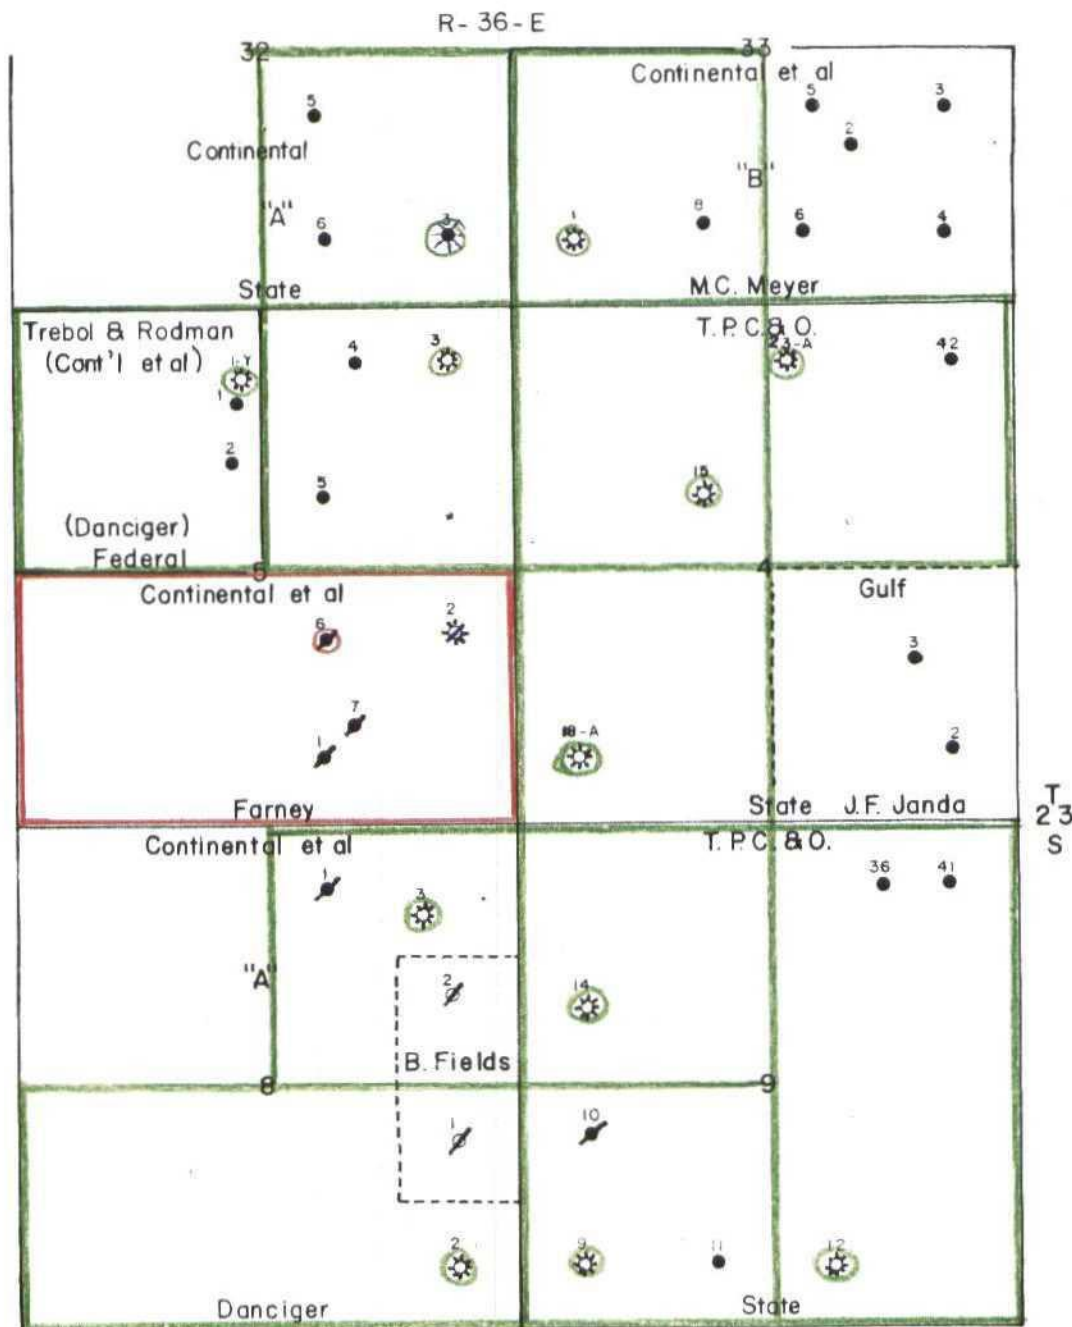 R-36-E
32 33
Continental et al
5 5 3
2
Continental
"A" "B"
6 3 1 8 6 4
State M.C. Meyer
Trebol & Rodman T.P.C.&O.
(Cont'l et al) 4 3 23-A 42
1-Y
1
2 15
5
(Danciger)
Federal
5 4
Continental et al Gulf
6 2
3
7
1 18-A 2
Farney State J.F. Janda
T
23
S
Continental et al T.P.C.&O.
1 3 36 41
"A" 2 14
B. Fields
8 9
1 10
2 9 11 12
Danciger State